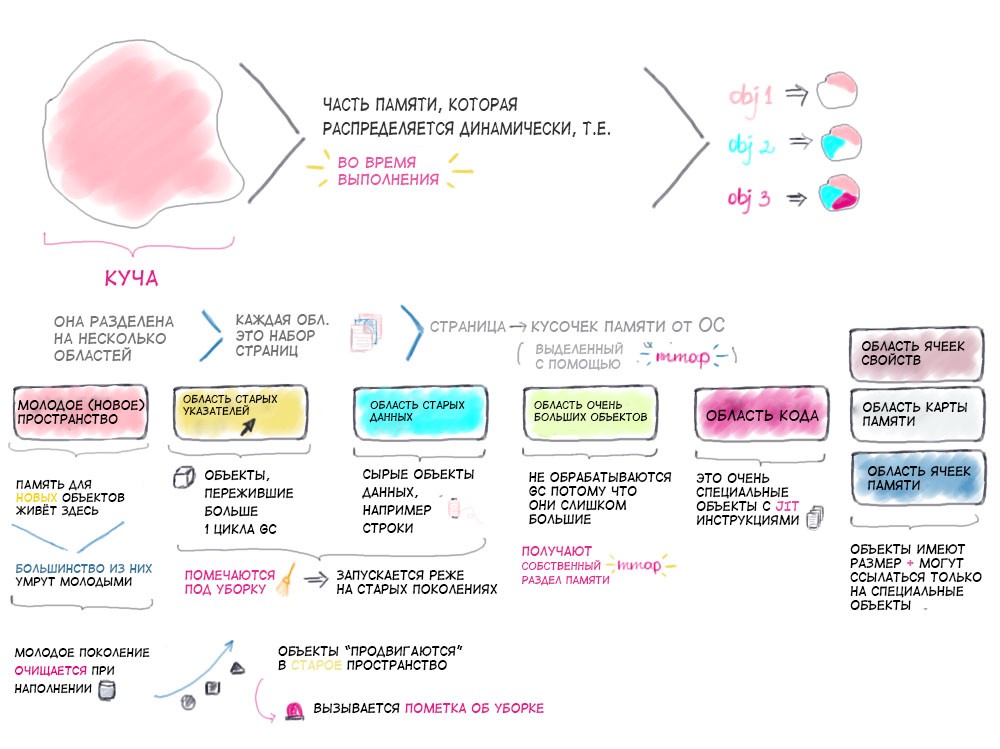 ЧАСТЬ ПАМЯТИ, КОТОРАЯ
РАСПРЕДЕЛЯЕТСЯ ДИНАМИЧЕСКИ, Т.Е.
ВО ВРЕМЯ
ВЫПОЛНЕНИЯ
obj 1 ⇒
obj 2 ⇒
obj 3 ⇒
КУЧА
ОНА РАЗДЕЛЕНА
НА НЕСКОЛЬКО
ОБЛАСТЕЙ
КАЖДАЯ ОБЛ.
ЭТО НАБОР
СТРАНИЦ
СТРАНИЦА → КУСОЧЕК ПАМЯТИ ОТ ОС
(ВЫДЕЛЕННЫЙ
С ПОМОЩЬЮ mmap)
МОЛОДОЕ (НОВОЕ)
ПРОСТРАНСТВО
ОБЛАСТЬ СТАРЫХ
УКАЗАТЕЛЕЙ
ОБЛАСТЬ СТАРЫХ
ДАННЫХ
ОБЛАСТЬ ОЧЕНЬ
БОЛЬШИХ ОБЪЕКТОВ
ОБЛАСТЬ КОДА
ОБЛАСТЬ ЯЧЕЕК
СВОЙСТВ
ОБЛАСТЬ КАРТЫ
ПАМЯТИ
ОБЛАСТЬ ЯЧЕЕК
ПАМЯТИ
ПАМЯТЬ ДЛЯ
НОВЫХ ОБЪЕКТОВ
ЖИВЁТ ЗДЕСЬ
БОЛЬШИНСТВО ИЗ НИХ
УМРУТ МОЛОДЫМИ
ОБЪЕКТЫ,
ПЕРЕЖИВШИЕ
БОЛЬШЕ
1 ЦИКЛА GC
СЫРЫЕ ОБЪЕКТЫ
ДАННЫХ,
НАПРИМЕР
СТРОКИ
ПОМЕЧАЮТСЯ
ПОД УБОРКУ
⇒ ЗАПУСКАЕТСЯ РЕЖЕ
НА СТАРЫХ ПОКОЛЕНИЯХ
НЕ ОБРАБАТЫВАЮТСЯ
GC ПОТОМУ ЧТО
ОНИ СЛИШКОМ
БОЛЬШИЕ
ПОЛУЧАЮТ
СОБСТВЕННЫЙ mmap
РАЗДЕЛ ПАМЯТИ
ЭТО ОЧЕНЬ
СПЕЦИАЛЬНЫЕ
ОБЪЕКТЫ С JIT
ИНСТРУКЦИЯМИ
ОБЪЕКТЫ ИМЕЮТ
РАЗМЕР + МОГУТ
ССЫЛАТЬСЯ ТОЛЬКО
НА СПЕЦИАЛЬНЫЕ
ОБЪЕКТЫ
МОЛОДОЕ ПОКОЛЕНИЕ
ОЧИЩАЕТСЯ ПРИ
НАПОЛНЕНИИ
ОБЪЕКТЫ "ПРОДВИГАЮТСЯ"
В СТАРОЕ ПРОСТРАНСТВО
ВЫЗЫВАЕТСЯ ПОМЕТКА ОБ УБОРКЕ